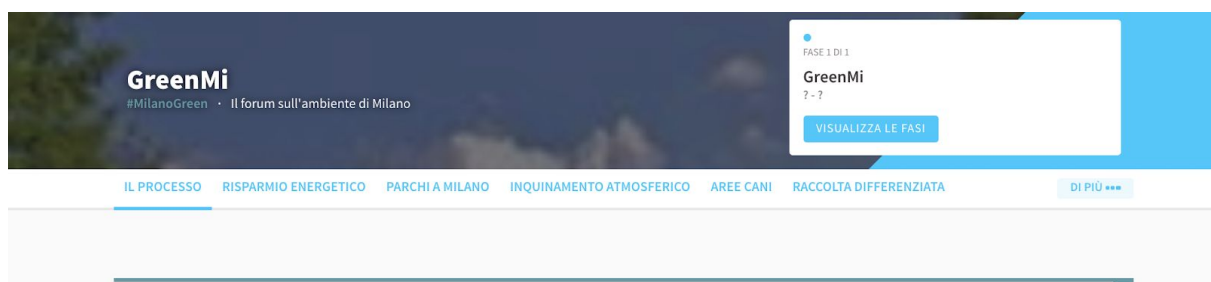 GreenMi
#MilanoGreen · Il forum sull'ambiente di Milano
FASE 1 DI 1
GreenMi
? - ?
VISUALIZZA LE FASI
IL PROCESSO RISPARMIO ENERGETICO PARCHI A MILANO INQUINAMENTO ATMOSFERICO AREE CANI RACCOLTA DIFFERENZIATA DI PIÙ